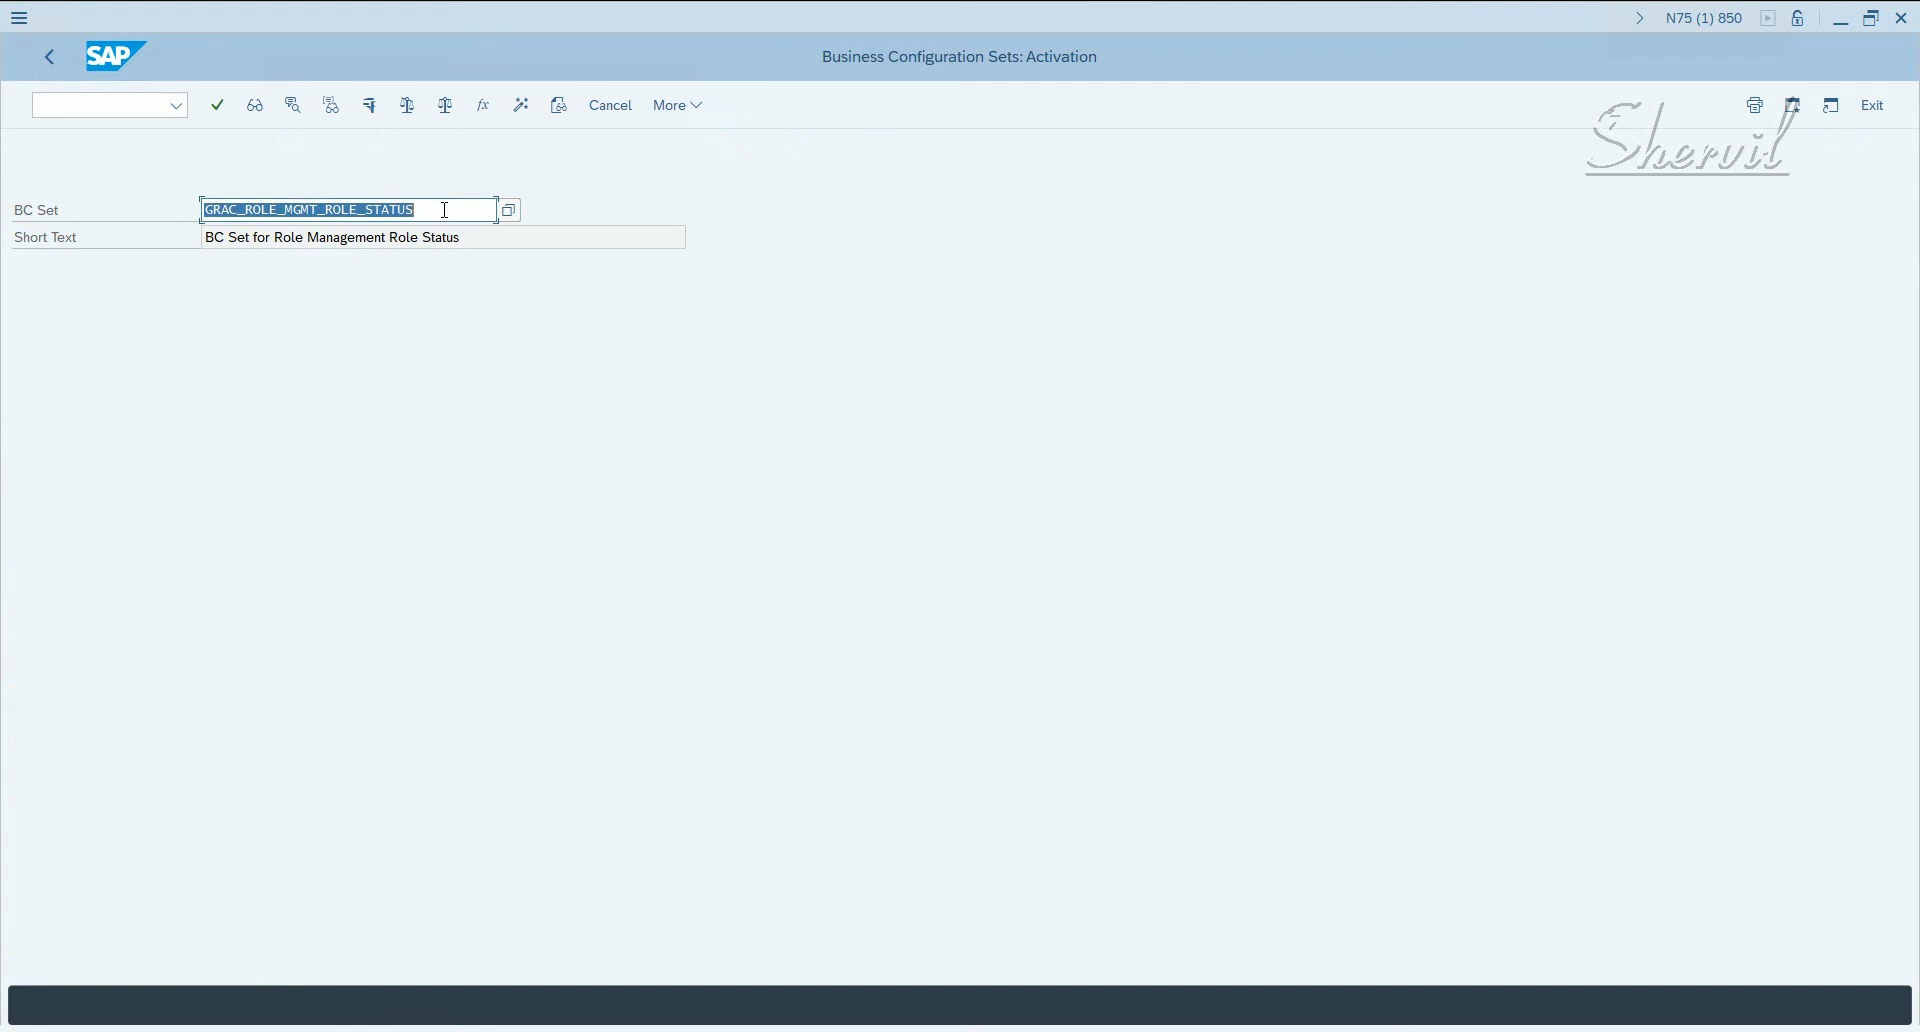 N75 (1) 850
SAP
Business Configuration Sets: Activation
fx Cancel More Exit
Shervil
BC Set GRAC_ROLE_MGMT_ROLE_STATUS
Short Text BC Set for Role Management Role Status